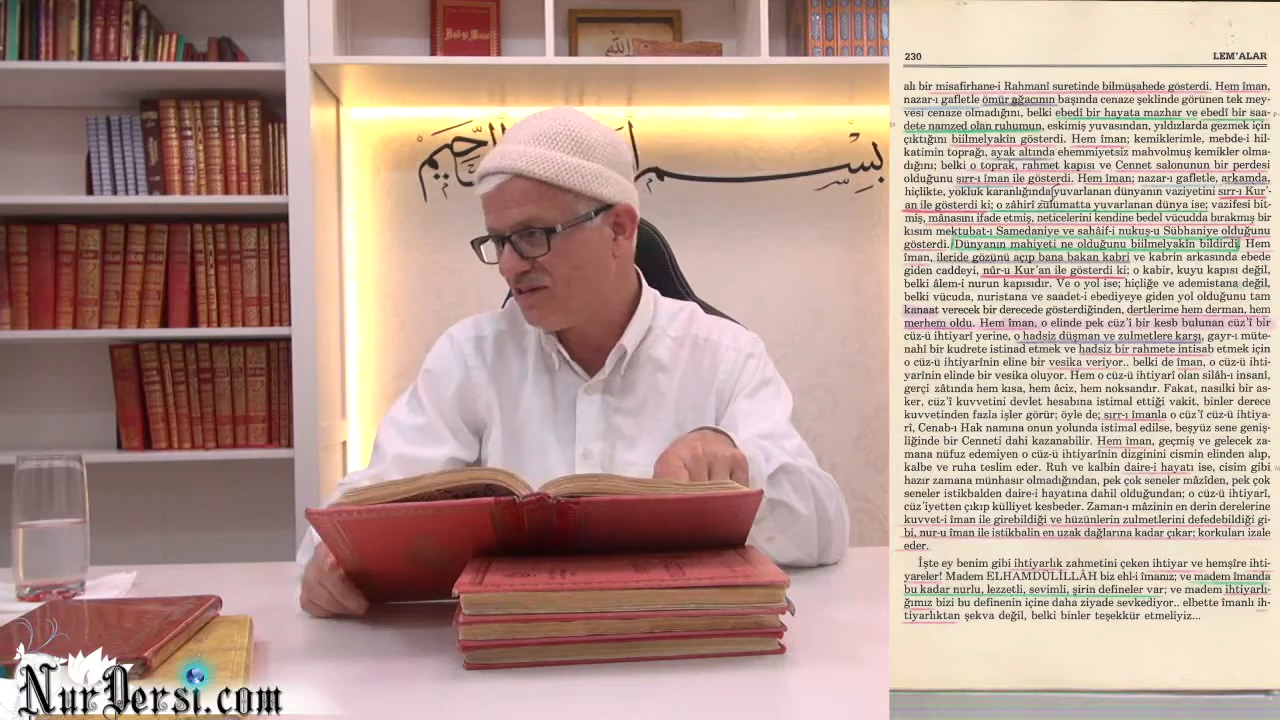 الله
بسم
الرحيم
230 LEM'ALAR
alı bir misafirhane-i Rahmanî suretinde bilmüşahede gösterdi. Hem îman,
nazar-ı gafletle ömür ağacının başında cenaze şeklinde görünen tek mey-
vesi cenaze olmadığını, belki ebedî bir hayata mazhar ve ebedî bir saa-
dete namzed olan ruhumun, eskimiş yuvasından, yıldızlarda gezmek için
çıktığını biilmelyakîn gösterdi. Hem îman; kemiklerimle, mebde-i hil-
katimin toprağı, ayak altında ehemmiyetsiz mahvolmuş kemikler olma-
dığını; belki o toprak, rahmet kapısı ve Cennet salonunun bir perdesi
olduğunu sırr-ı îman ile gösterdi. Hem îman; nazar-ı gafletle, arkamda,
hiçlikte, yokluk karanlığında yuvarlanan dünyanın vaziyetini sırr-ı Kur'-
an ile gösterdi ki; o zâhirî zulümatta yuvarlanan dünya ise; vazifesi bit-
miş, mânasını ifade etmiş, neticelerini kendine bedel vücudda bırakmış bir
kısım mektubat-ı Samedaniye ve sahâif-i nukuş-u Sübhaniye olduğunu
gösterdi. Dünyanın mahiyeti ne olduğunu biilmelyakîn bildirdi. Hem
îman, ileride gözünü açıp bana bakan kabri ve kabrin arkasında ebede
giden caddeyi, nûr-u Kur'an ile gösterdi ki; o kabir, kuyu kapısı değil,
belki âlem-i nurun kapısıdır. Ve o yol ise; hiçliğe ve ademistana değil,
belki vücuda, nuristana ve saadet-i ebediyeye giden yol olduğunu tam
kanaat verecek bir derecede gösterdiğinden, dertlerime hem derman, hem
merhem oldu. Hem îman, o elinde pek cüz'î bir kesb bulunan cüz'î bir
cüz-ü ihtiyarî yerine, o hadsiz düşman ve zulmetlere karşı, gayr-ı müte-
nahî bir kudrete istinad etmek ve hadsiz bir rahmete intisab etmek için
o cüz-ü ihtiyarînin eline bir vesika veriyor.. belki de îman, o cüz-ü ihti-
yarînin elinde bir vesika oluyor. Hem o cüz-ü ihtiyarî olan silâh-ı insanî,
gerçi zâtında hem kısa, hem âciz, hem noksandır. Fakat, nasılki bir as-
ker, cüz'î kuvvetini devlet hesabına istimal ettiği vakit, binler derece
kuvvetinden fazla işler görür; öyle de; sırr-ı îmanla o cüz'î cüz-ü ihtiya-
rî, Cenab-ı Hak namına onun yolunda istimal edilse, beşyüz sene geniş-
liğinde bir Cenneti dahi kazanabilir. Hem îman, geçmiş ve gelecek za-
mana nüfuz edemiyen o cüz-ü ihtiyarînin dizginini cismin elinden alıp,
kalbe ve ruha teslim eder. Ruh ve kalbin daire-i hayatı ise, cisim gibi
hazır zamana münhasır olmadığından, pek çok seneler mâziden, pek çok
seneler istikbalden daire-i hayatına dahil olduğundan; o cüz-ü ihtiyarî,
cüz'iyetten çıkıp külliyet kesbeder. Zaman-ı mâzinin en derin derelerine
kuvvet-i îman ile girebildiği ve hüzünlerin zulmetlerini defedebildiği gi-
bi, nur-u îman ile istikbalin en uzak dağlarına kadar çıkar; korkuları izale
eder.
İşte ey benim gibi ihtiyarlık zahmetini çeken ihtiyar ve hemşire ihti-
yareler! Madem ELHAMDÜLİLLÂH biz ehl-i îmanız; ve madem îmanda
bu kadar nurlu, lezzetli, sevimli, şirin defineler var; ve madem ihtiyarlı-
ğımız bizi bu definenin içine daha ziyade sevkediyor.. elbette îmanlı ih-
tiyarlıktan şekva değil, belki binler teşekkür etmeliyiz...
NurDersi.com